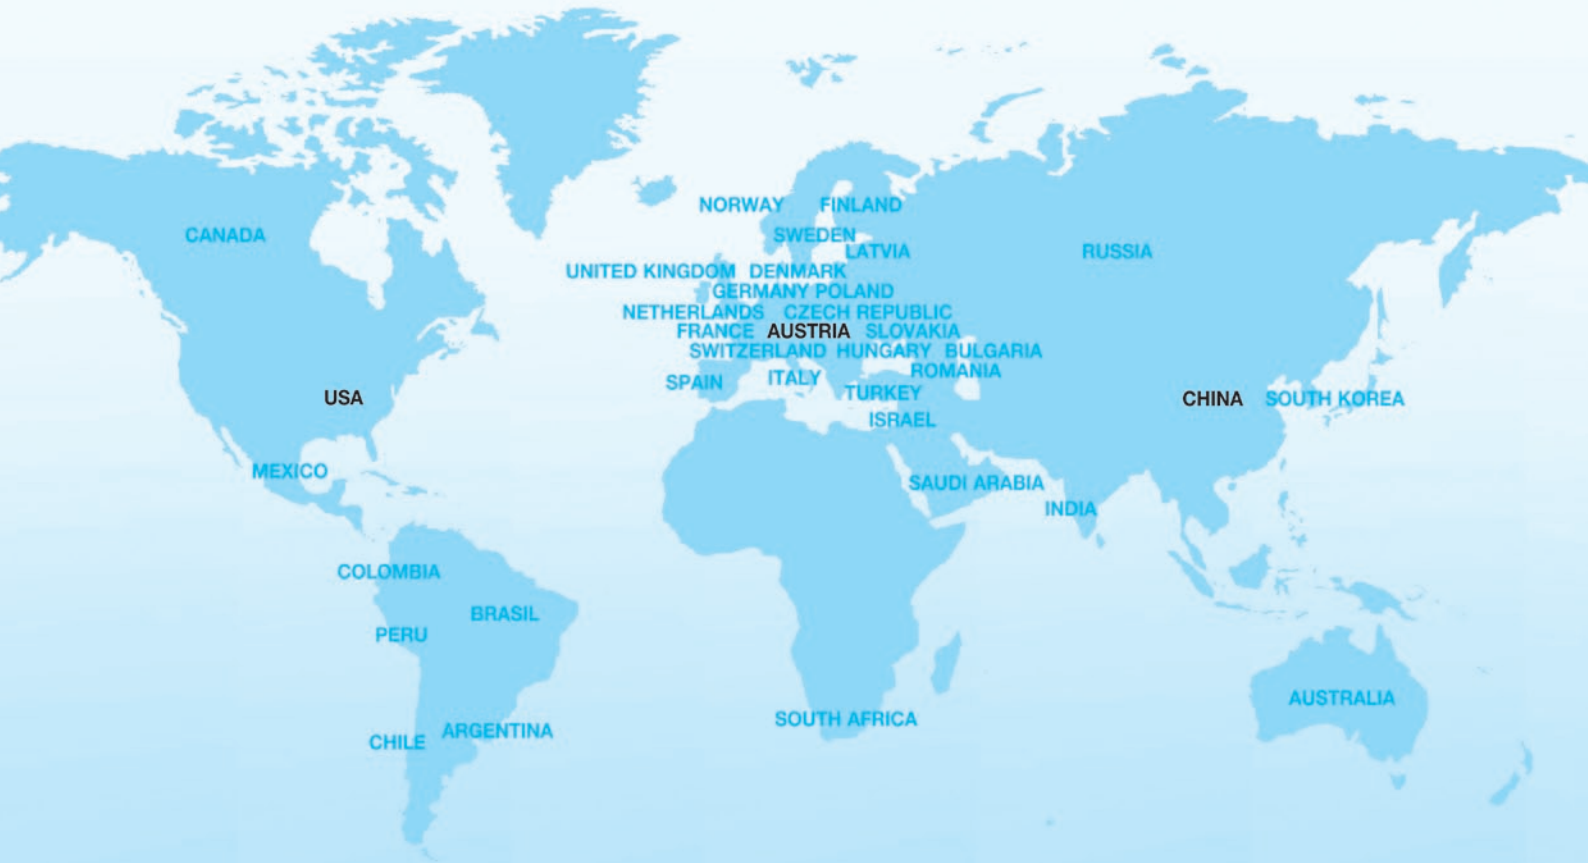 NORWAY FINLAND
CANADA SWEDEN
LATVIA RUSSIA
UNITED KINGDOM DENMARK
GERMANY POLAND
NETHERLANDS CZECH REPUBLIC
FRANCE AUSTRIA SLOVAKIA
SWITZERLAND HUNGARY BULGARIA
ROMANIA
SPAIN ITALY
TURKEY
USA CHINA SOUTH KOREA
ISRAEL
MEXICO
SAUDI ARABIA
INDIA
COLOMBIA
BRASIL
PERU
AUSTRALIA
SOUTH AFRICA
ARGENTINA
CHILE